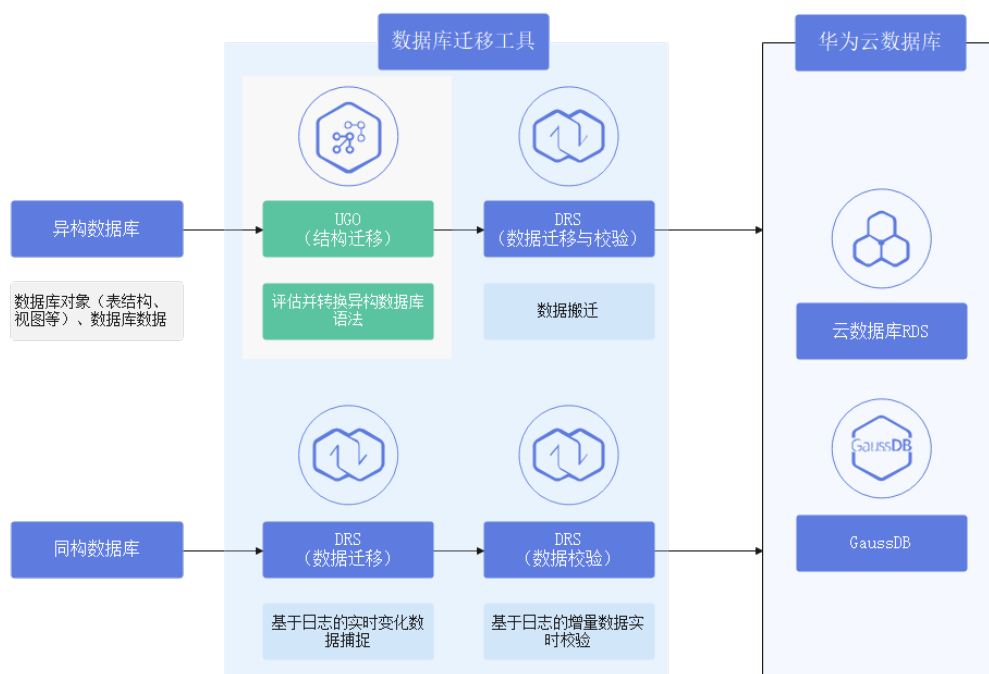 数据库迁移工具
华为云数据库
异构数据库
UGO
（结构迁移）
DRS
（数据迁移与校验）
数据库对象（表结构、
视图等）、数据库数据
评估并转换异构数据库
语法
数据搬迁
云数据库RDS
GaussDB
同构数据库
DRS
（数据迁移）
DRS
（数据校验）
GaussDB
基于日志的实时变化数
据捕捉
基于日志的增量数据实
时校验